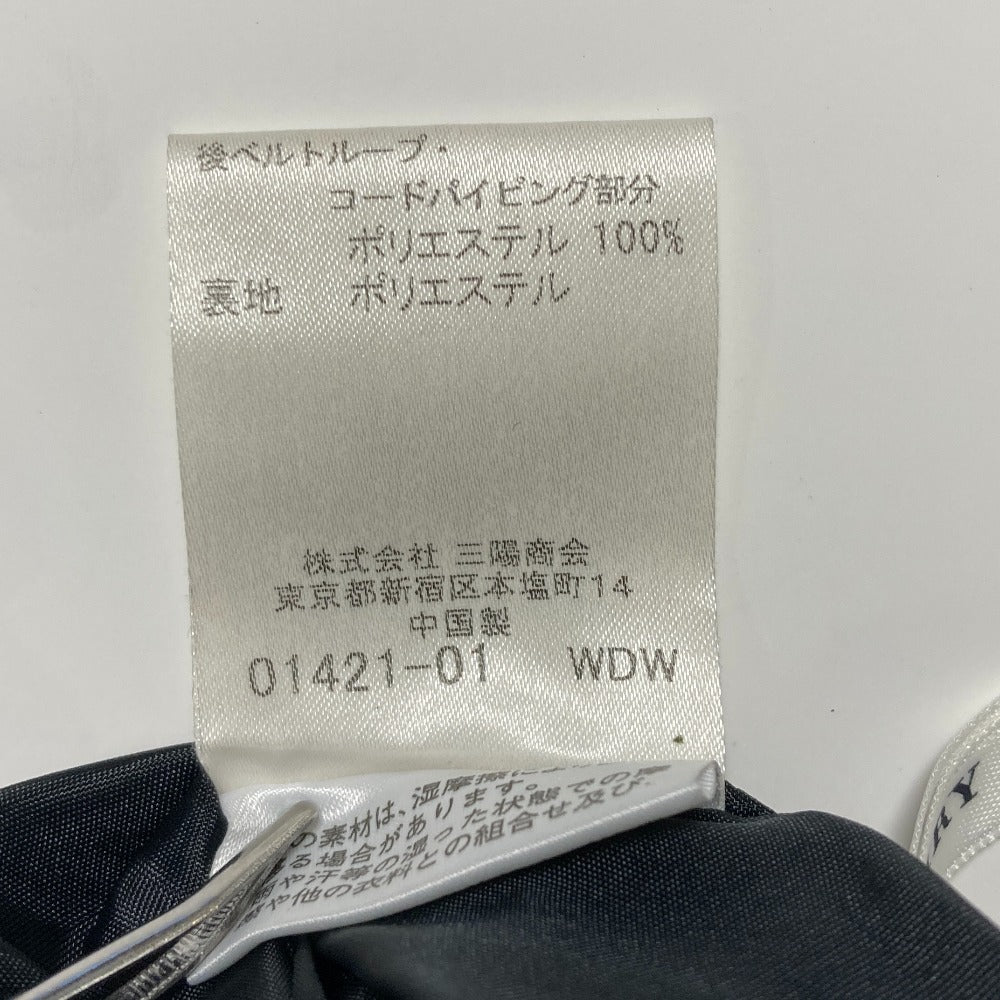 後ベルトループ・
コードパイピング部分
ポリエステル 100%
裏地 ポリエステル
株式会社 三陽商会
東京都新宿区本塩町14
中国製
01421-01 WDW
の素材は、湿摩擦に
る場合があります。
や汗等の湿った状態での摩
や他の衣料との組合せ及び
RY